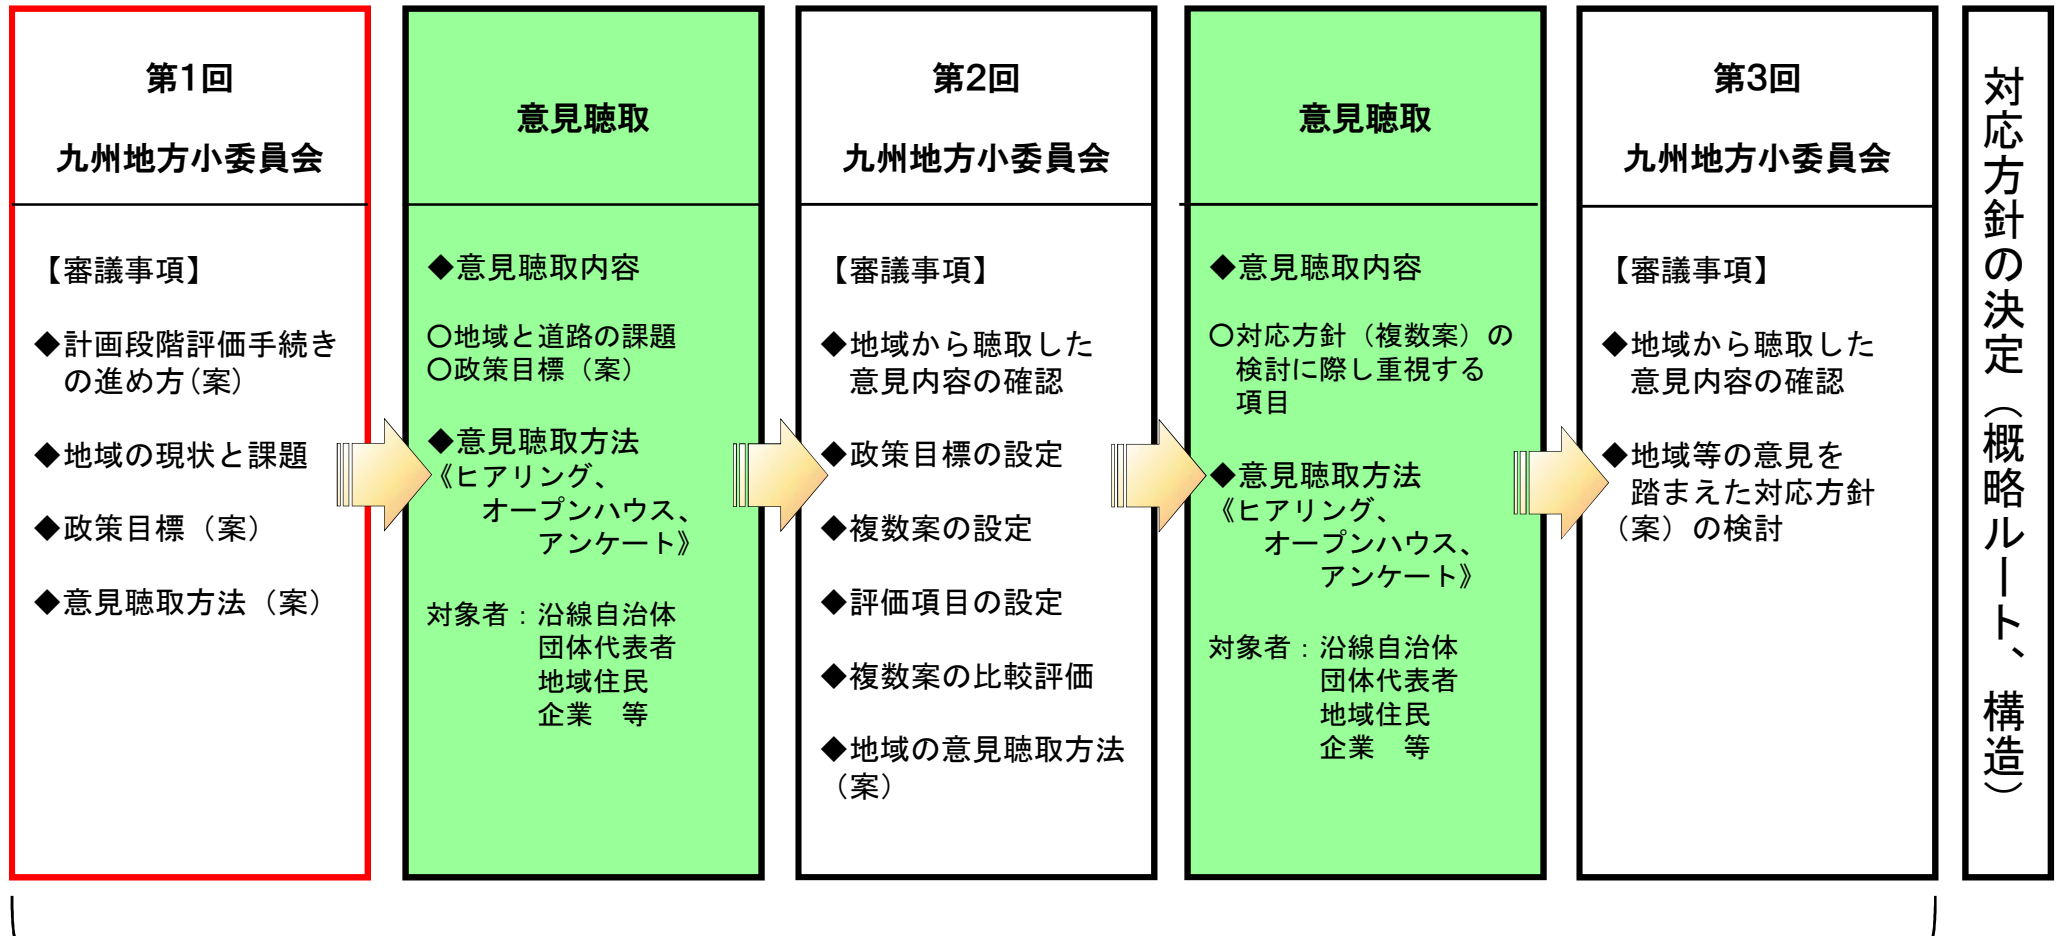 第1回
九州地方小委員会
【審議事項】
◆計画段階評価手続き
の進め方(案)
◆地域の現状と課題
◆政策目標（案）
◆意見聴取方法（案）
意見聴取
◆意見聴取内容
〇地域と道路の課題
〇政策目標（案）
◆意見聴取方法
《ヒアリング、
オープンハウス、
アンケート》
対象者：沿線自治体
団体代表者
地域住民
企業　等
第2回
九州地方小委員会
【審議事項】
◆地域から聴取した
意見内容の確認
◆政策目標の設定
◆複数案の設定
◆評価項目の設定
◆複数案の比較評価
◆地域の意見聴取方法
（案）
意見聴取
◆意見聴取内容
〇対応方針（複数案）の
検討に際し重視する
項目
◆意見聴取方法
《ヒアリング、
オープンハウス、
アンケート》
対象者：沿線自治体
団体代表者
地域住民
企業　等
第3回
九州地方小委員会
【審議事項】
◆地域から聴取した
意見内容の確認
◆地域等の意見を
踏まえた対応方針
（案）の検討
対応方針の決定（概略ルート、構造）